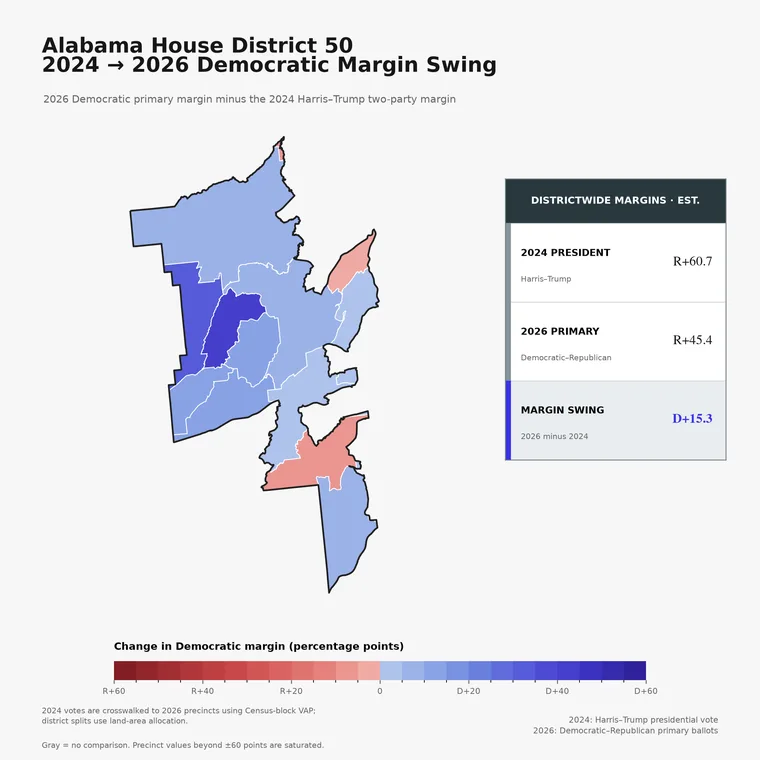 Alabama House District 50
2024 → 2026 Democratic Margin Swing
2026 Democratic primary margin minus the 2024 Harris–Trump two-party margin
DISTRICTWIDE MARGINS · EST.
2024 PRESIDENT
R+60.7
Harris–Trump
2026 PRIMARY
R+45.4
Democratic–Republican
MARGIN SWING
D+15.3
2026 minus 2024
Change in Democratic margin (percentage points)
R+60 R+40 R+20 0 D+20 D+40 D+60
2024 votes are crosswalked to 2026 precincts using Census-block VAP;
district splits use land-area allocation.
2024: Harris–Trump presidential vote
2026: Democratic–Republican primary ballots
Gray = no comparison. Precinct values beyond ±60 points are saturated.